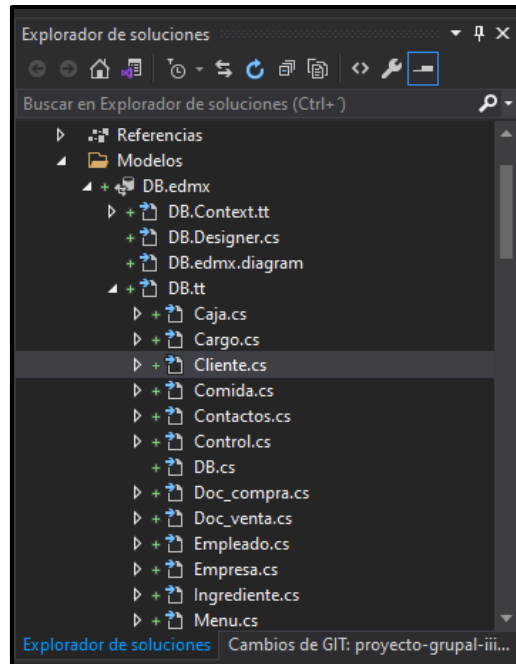 Explorador de soluciones
Buscar en Explorador de soluciones (Ctrl+´)
Referencias
Modelos
DB.edmx
DB.Context.tt
DB.Designer.cs
DB.edmx.diagram
DB.tt
Caja.cs
Cargo.cs
Cliente.cs
Comida.cs
Contactos.cs
Control.cs
DB.cs
Doc_compra.cs
Doc_venta.cs
Empleado.cs
Empresa.cs
Ingrediente.cs
Menu.cs
Explorador de soluciones Cambios de GIT: proyecto-grupal-iii...